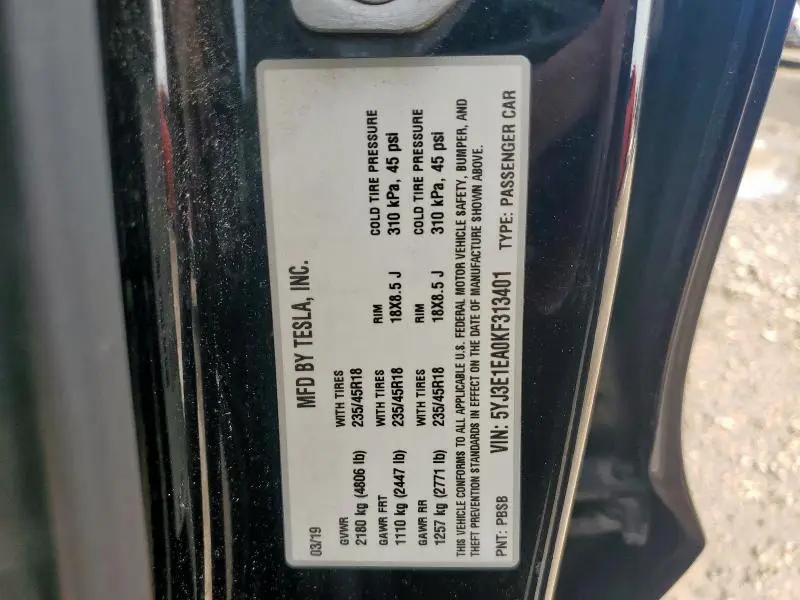 MFD BY TESLA, INC.
03/19
GVWR WITH TIRES
2180 kg (4806 lb) 235/45R18
GAWR FRT WITH TIRES RIM COLD TIRE PRESSURE
1110 kg (2447 lb) 235/45R18 18X8.5 J 310 kPa, 45 psi
GAWR RR WITH TIRES RIM COLD TIRE PRESSURE
1257 kg (2771 lb) 235/45R18 18X8.5 J 310 kPa, 45 psi
THIS VEHICLE CONFORMS TO ALL APPLICABLE U.S. FEDERAL MOTOR VEHICLE SAFETY, BUMPER, AND
THEFT PREVENTION STANDARDS IN EFFECT ON THE DATE OF MANUFACTURE SHOWN ABOVE.
PNT: PBSB VIN: 5YJ3E1EA0KF313401 TYPE: PASSENGER CAR